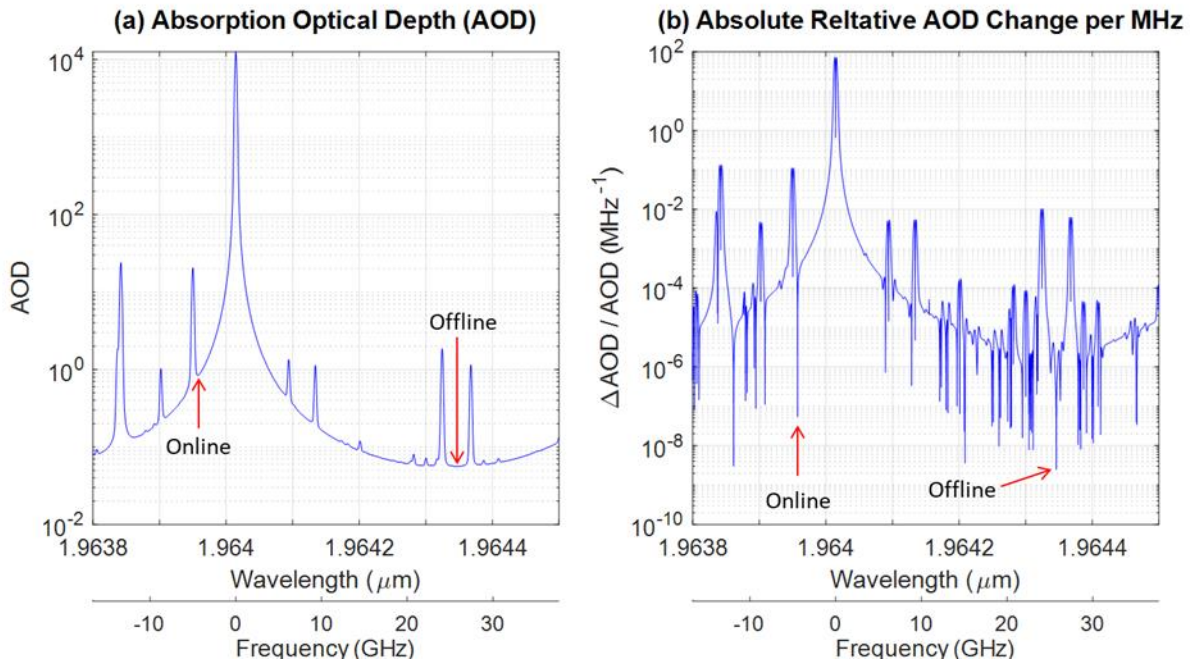 (a) Absorption Optical Depth (AOD)
AOD
10^4
10^2
10^0
10^-2
Online
Offline
1.9638
1.964
1.9642
1.9644
Wavelength (μm)
-10
0
10
20
30
Frequency (GHz)
(b) Absolute Reltative AOD Change per MHz
ΔAOD / AOD (MHz^-1)
10^2
10^0
10^-2
10^-4
10^-6
10^-8
10^-10
Online
Offline
1.9638
1.964
1.9642
1.9644
Wavelength (μm)
-10
0
10
20
30
Frequency (GHz)